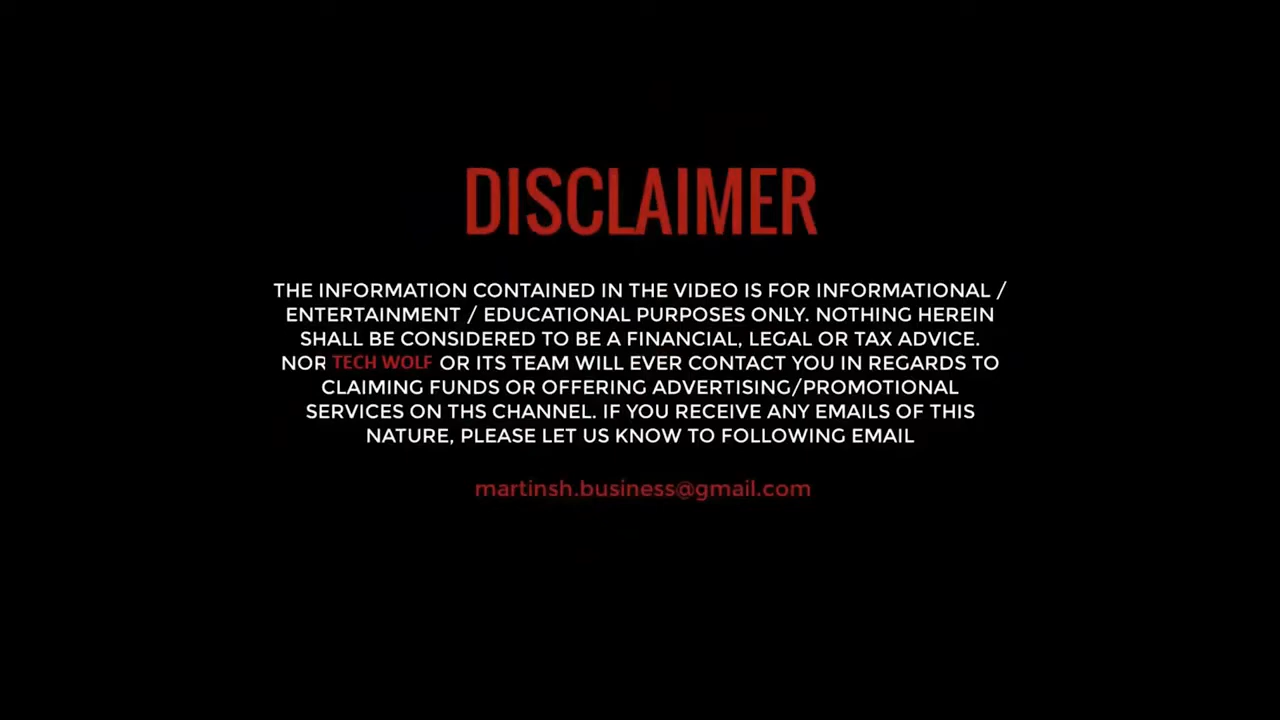 DISCLAIMER
THE INFORMATION CONTAINED IN THE VIDEO IS FOR INFORMATIONAL /
ENTERTAINMENT / EDUCATIONAL PURPOSES ONLY. NOTHING HEREIN
SHALL BE CONSIDERED TO BE A FINANCIAL, LEGAL OR TAX ADVICE.
NOR TECH WOLF OR ITS TEAM WILL EVER CONTACT YOU IN REGARDS TO
CLAIMING FUNDS OR OFFERING ADVERTISING/PROMOTIONAL
SERVICES ON THS CHANNEL. IF YOU RECEIVE ANY EMAILS OF THIS
NATURE, PLEASE LET US KNOW TO FOLLOWING EMAIL
martinsh.business@gmail.com